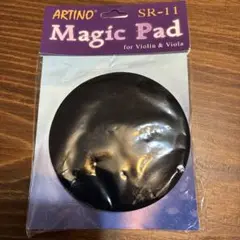 ARTINO® SR-11
Magic Pad
for Violin & Viola